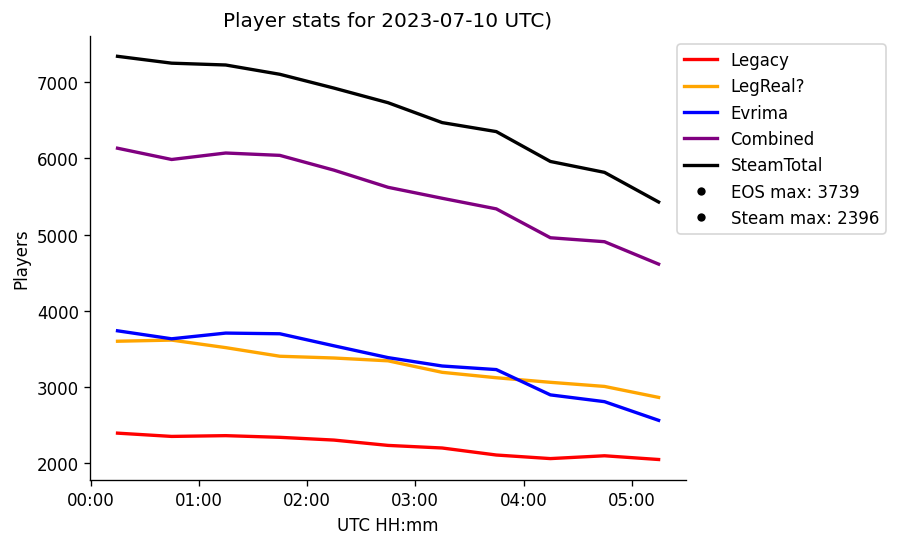 Player stats for 2023-07-10 UTC)
Legacy
LegReal?
Evrima
Combined
SteamTotal
EOS max: 3739
Steam max: 2396
Players
7000
6000
5000
4000
3000
2000
00:00 01:00 02:00 03:00 04:00 05:00
UTC HH:mm